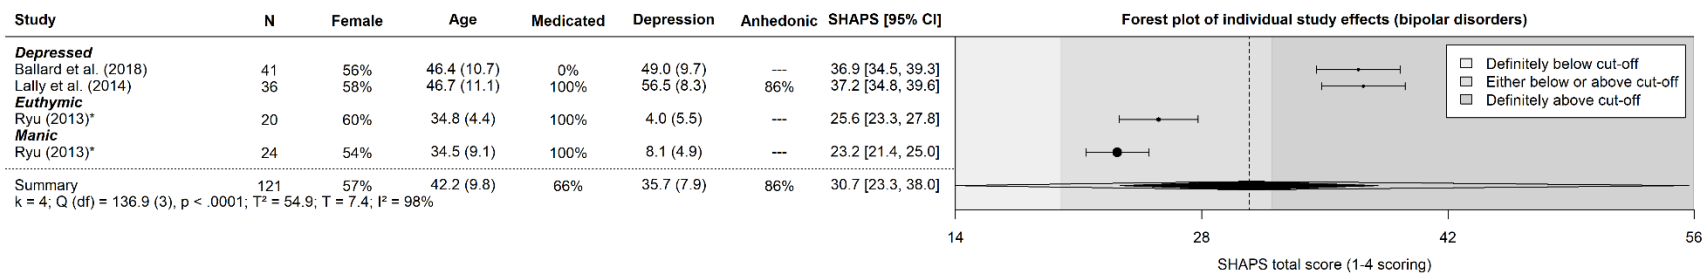 Study N Female Age Medicated Depression Anhedonic SHAPS [95% CI] Forest plot of individual study effects (bipolar disorders)
Depressed
Ballard et al. (2018) 41 56% 46.4 (10.7) 0% 49.0 (9.7) --- 36.9 [34.5, 39.3]
Lally et al. (2014) 36 58% 46.7 (11.1) 100% 56.5 (8.3) 86% 37.2 [34.8, 39.6]
Euthymic
Ryu (2013)* 20 60% 34.8 (4.4) 100% 4.0 (5.5) --- 25.6 [23.3, 27.8]
Manic
Ryu (2013)* 24 54% 34.5 (9.1) 100% 8.1 (4.9) --- 23.2 [21.4, 25.0]
Summary 121 57% 42.2 (9.8) 66% 35.7 (7.9) 86% 30.7 [23.3, 38.0]
k = 4; Q (df) = 136.9 (3), p < .0001; T² = 54.9; T = 7.4; I² = 98%
Definitely below cut-off
Either below or above cut-off
Definitely above cut-off
14 28 42 56
SHAPS total score (1-4 scoring)